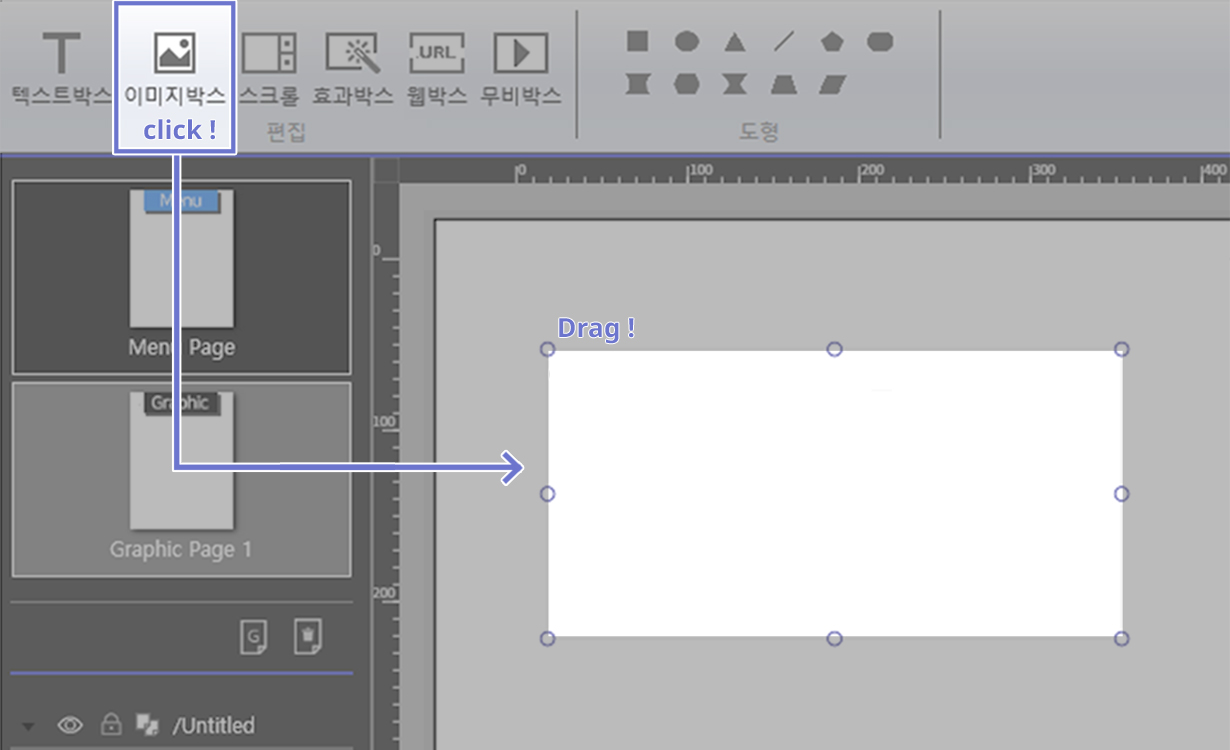 텍스트박스
이미지박스
스크롤
효과박스
.URL
웹박스
무비박스
click !
편집
도형
0
100
200
300
400
Menu
Menu Page
Graphic
Graphic Page 1
G
/Untitled
0
100
200
Drag !